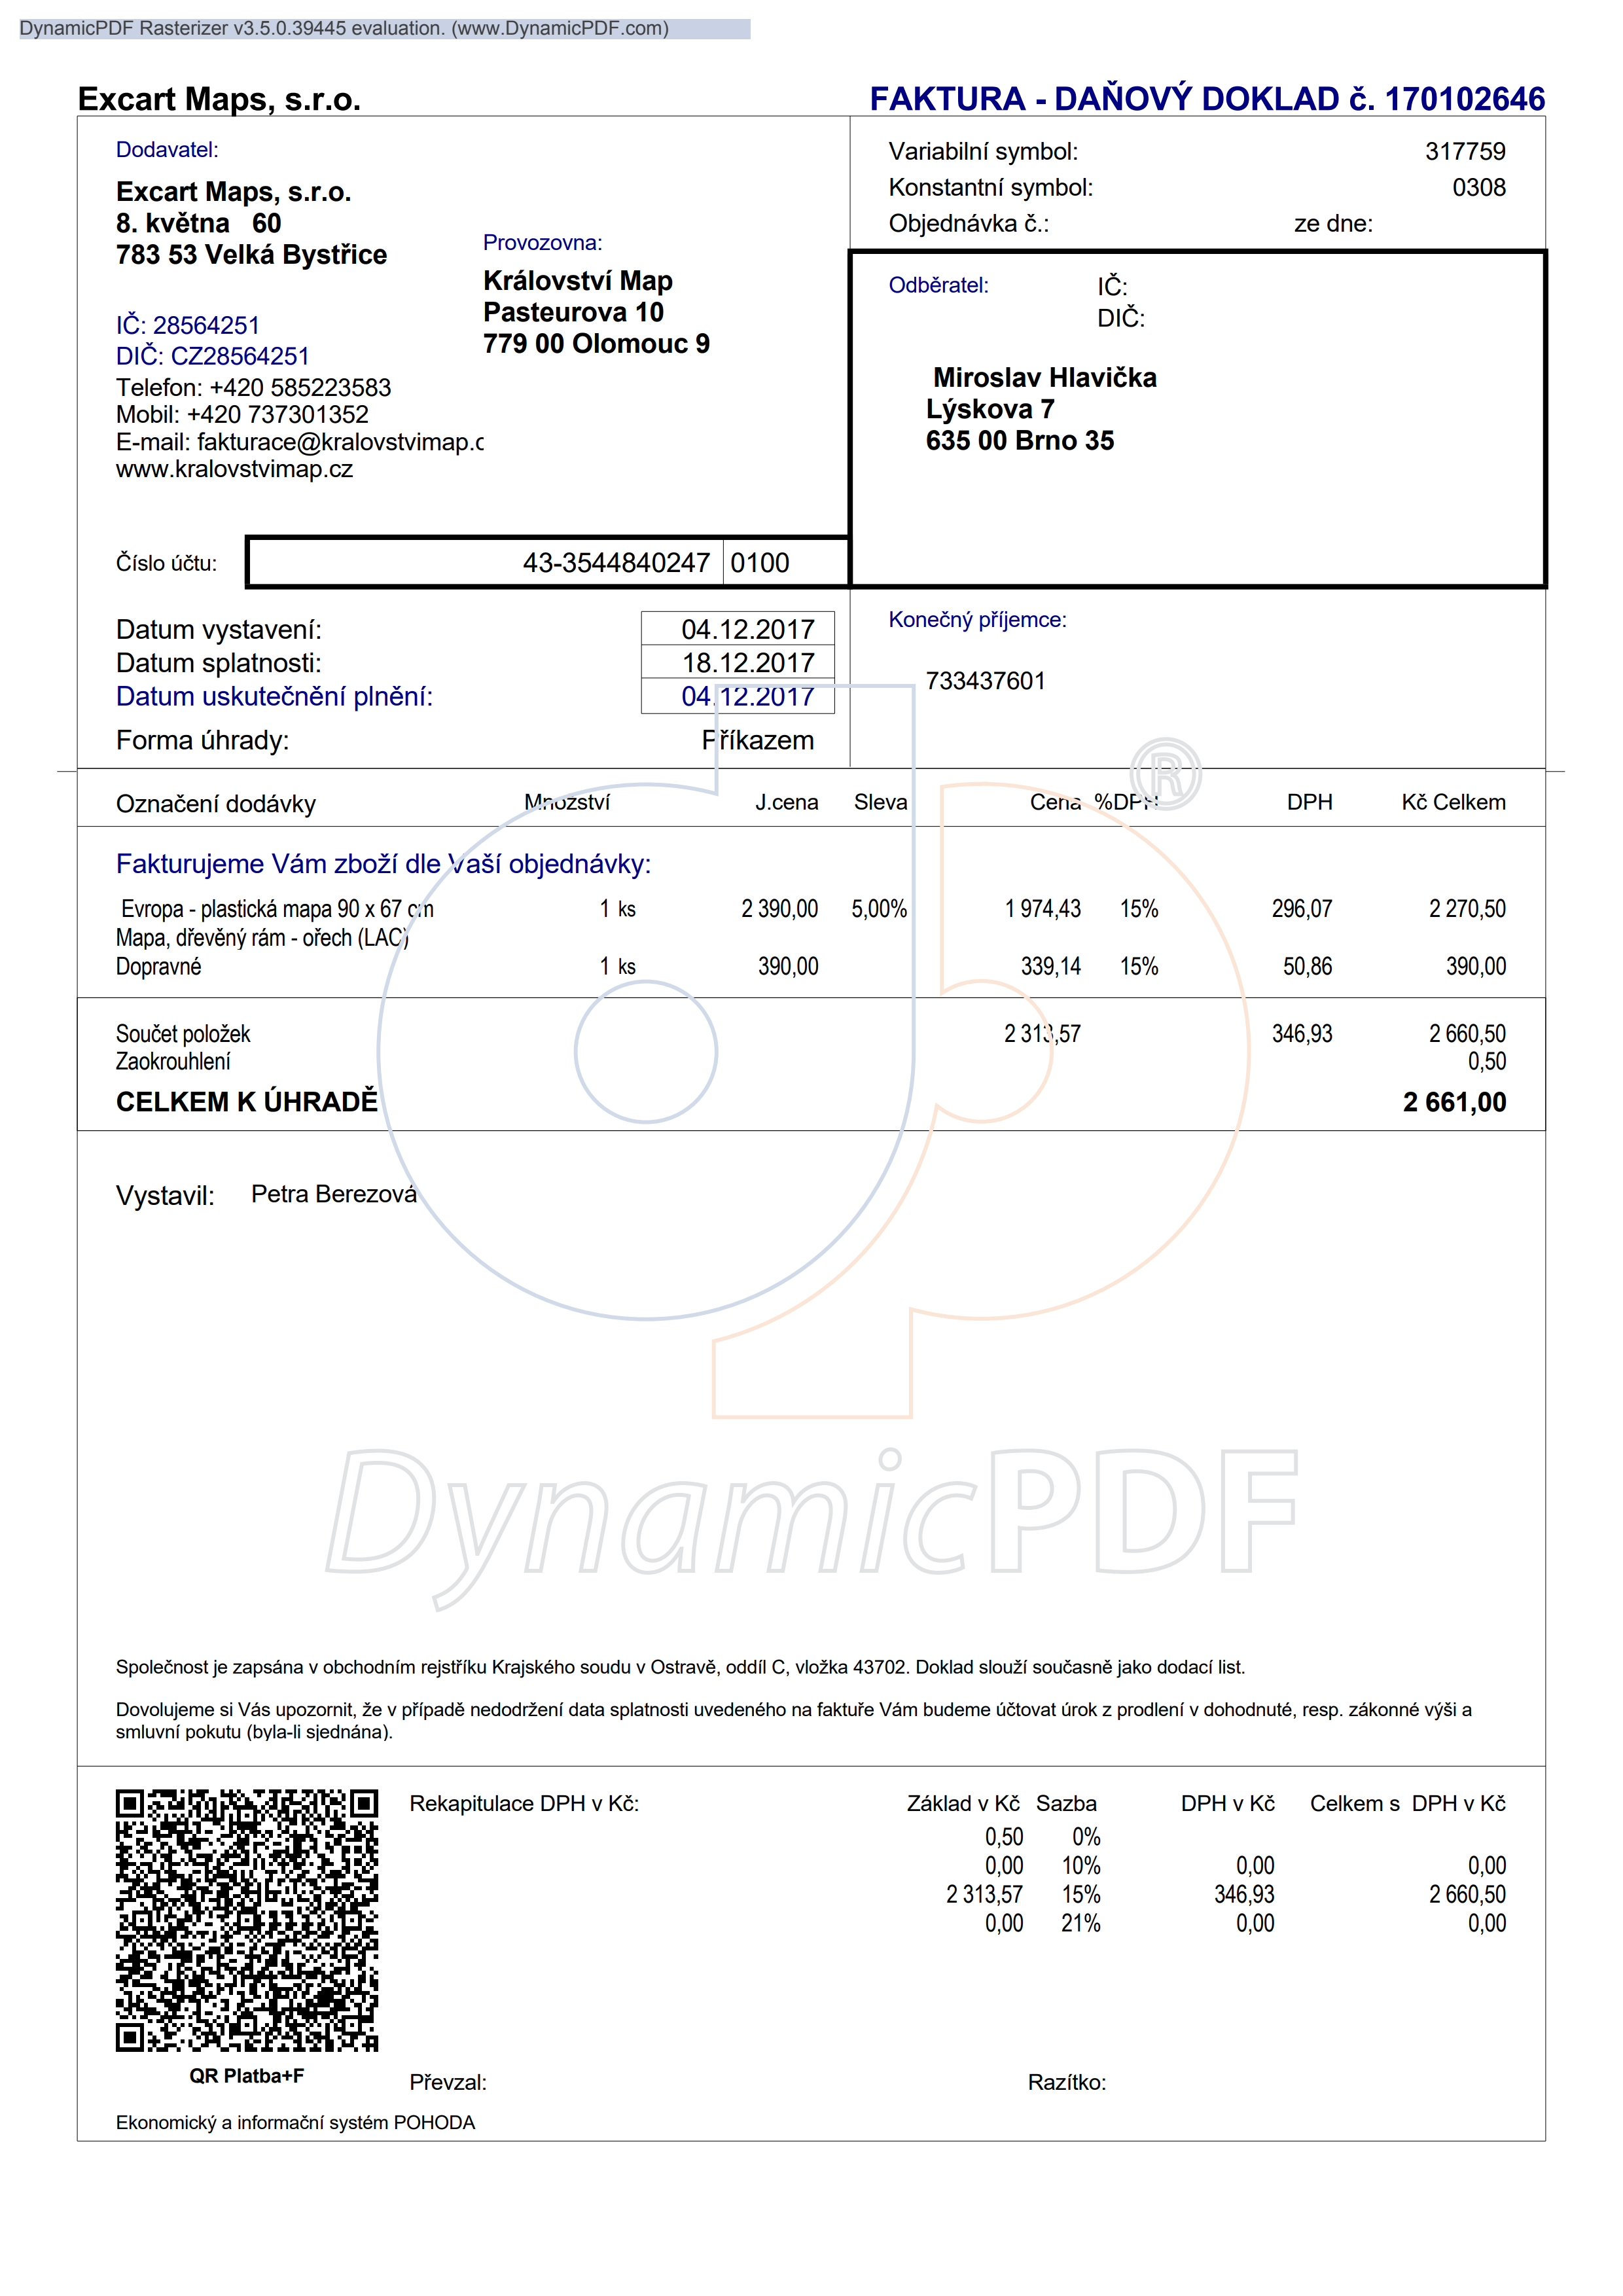 DynamicPDF Rasterizer v3.5.0.39445 evaluation. (www.DynamicPDF.com)
Excart Maps, s.r.o.
FAKTURA - DAŇOVÝ DOKLAD č. 170102646
Dodavatel:
Excart Maps, s.r.o.
8. května 60
783 53 Velká Bystřice
IČ: 28564251
DIČ: CZ28564251
Telefon: +420 585223583
Mobil: +420 737301352
E-mail: fakturace@kralovstvimap.c
www.kralovstvimap.cz
Provozovna:
Království Map
Pasteurova 10
779 00 Olomouc 9
Variabilní symbol: 317759
Konstantní symbol: 0308
Objednávka č.: ze dne:
Odběratel: IČ:
DIČ:
Miroslav Hlavička
Lýskova 7
635 00 Brno 35
Číslo účtu: 43-3544840247 0100
Datum vystavení: 04.12.2017
Datum splatnosti: 18.12.2017
Datum uskutečnění plnění: 04.12.2017
Forma úhrady: Příkazem
Konečný příjemce:
733437601
Označení dodávky Množství J.cena Sleva Cena %DPH DPH Kč Celkem
Fakturujeme Vám zboží dle Vaší objednávky:
Evropa - plastická mapa 90 x 67 cm 1 ks 2 390,00 5,00% 1 974,43 15% 296,07 2 270,50
Mapa, dřevěný rám - ořech (LAC)
Dopravné 1 ks 390,00 339,14 15% 50,86 390,00
Součet položek 2 313,57 346,93 2 660,50
Zaokrouhlení 0,50
CELKEM K ÚHRADĚ 2 661,00
Vystavil: Petra Berezová
®
DynamicPDF
Společnost je zapsána v obchodním rejstříku Krajského soudu v Ostravě, oddíl C, vložka 43702. Doklad slouží současně jako dodací list.
Dovolujeme si Vás upozornit, že v případě nedodržení data splatnosti uvedeného na faktuře Vám budeme účtovat úrok z prodlení v dohodnuté, resp. zákonné výši a
smluvní pokutu (byla-li sjednána).
Rekapitulace DPH v Kč: Základ v Kč Sazba DPH v Kč Celkem s DPH v Kč
0,50 0%
0,00 10% 0,00 0,00
2 313,57 15% 346,93 2 660,50
0,00 21% 0,00 0,00
QR Platba+F
Převzal: Razítko:
Ekonomický a informační systém POHODA